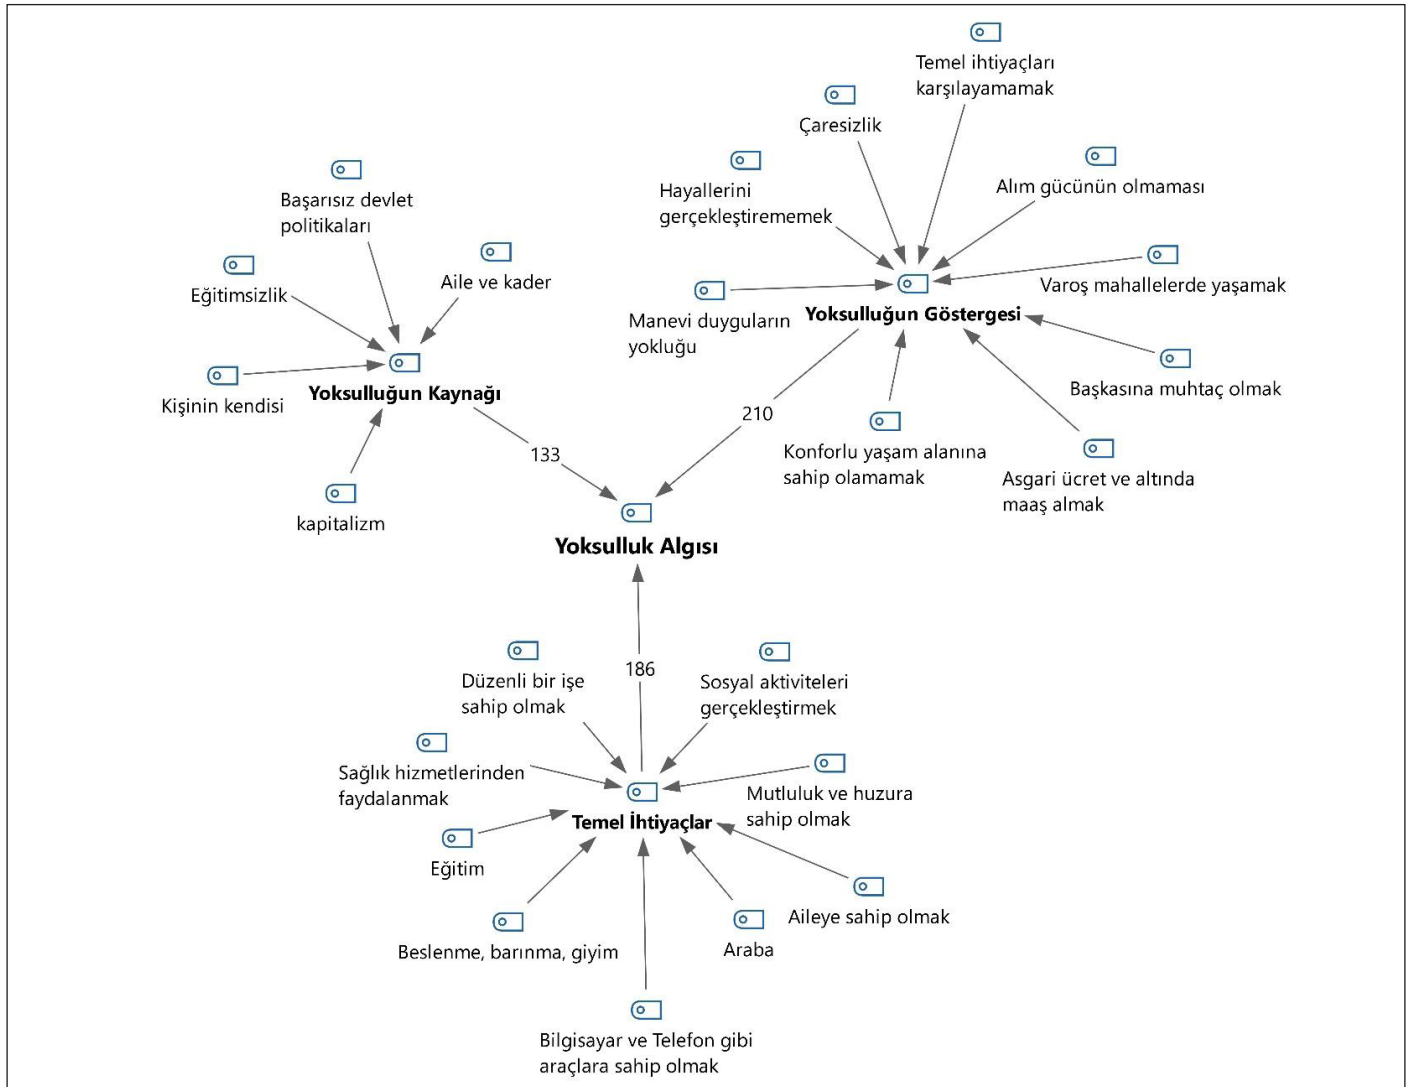 Temel ihtiyaçları
karşılayamamak
Çaresizlik
Hayallerini
gerçekleştirememek
Alım gücünün olmaması
Başarısız devlet
politikaları
Aile ve kader
Eğitimsizlik
Varoş mahallelerde yaşamak
Manevi duyguların
yokluğu
Yoksulluğun Göstergesi
Kişinin kendisi
Yoksulluğun Kaynağı
Başkasına muhtaç olmak
210
133
Konforlu yaşam alanına
sahip olamamak
Asgari ücret ve altında
maaş almak
kapitalizm
Yoksulluk Algısı
186
Düzenli bir işe
sahip olmak
Sosyal aktiviteleri
gerçekleştirmek
Sağlık hizmetlerinden
faydalanmak
Mutluluk ve huzura
sahip olmak
Temel İhtiyaçlar
Eğitim
Aileye sahip olmak
Beslenme, barınma, giyim
Araba
Bilgisayar ve Telefon gibi
araçlara sahip olmak